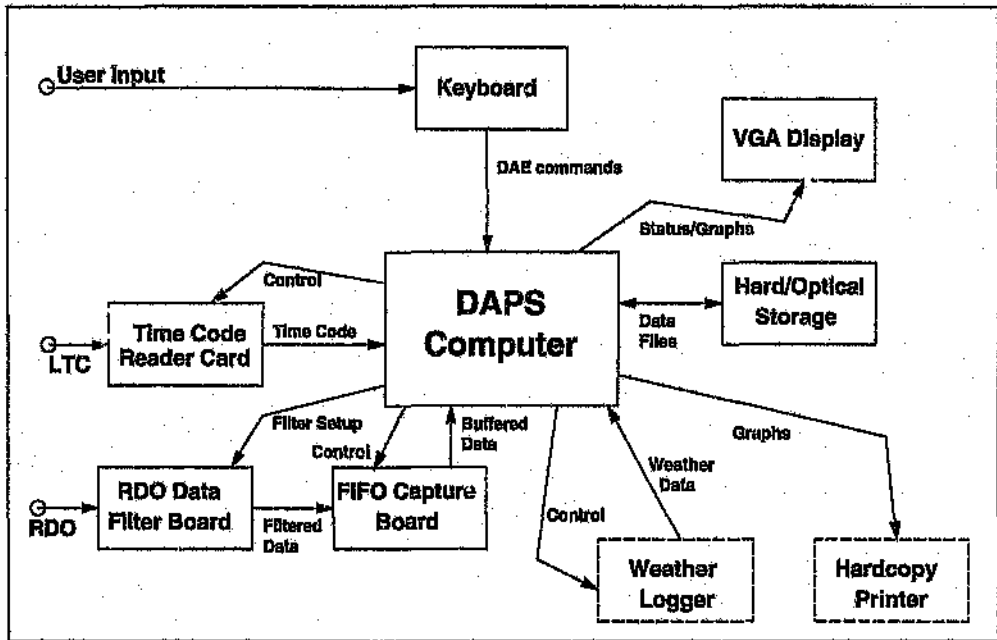 User Input
Keyboard
DAE commands
VGA Display
Status/Graphs
Control
DAPS
Computer
Hard/Optical
Storage
Data
Files
LTC
Time Code
Reader Card
Time Code
Filter Setup
Control
Buffered
Data
Graphs
RDO
RDO Data
Filter Board
Filtered
Data
FIFO Capture
Board
Weather
Data
Control
Weather
Logger
Hardcopy
Printer